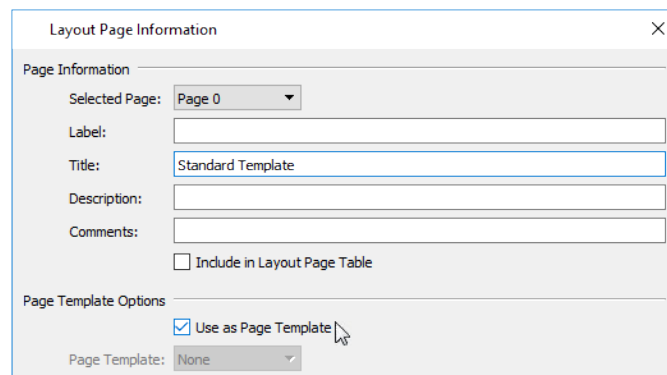 Layout Page Information
Page Information
Selected Page: Page 0
Label:
Title: Standard Template
Description:
Comments:
Include in Layout Page Table
Page Template Options
Use as Page Template
Page Template: None